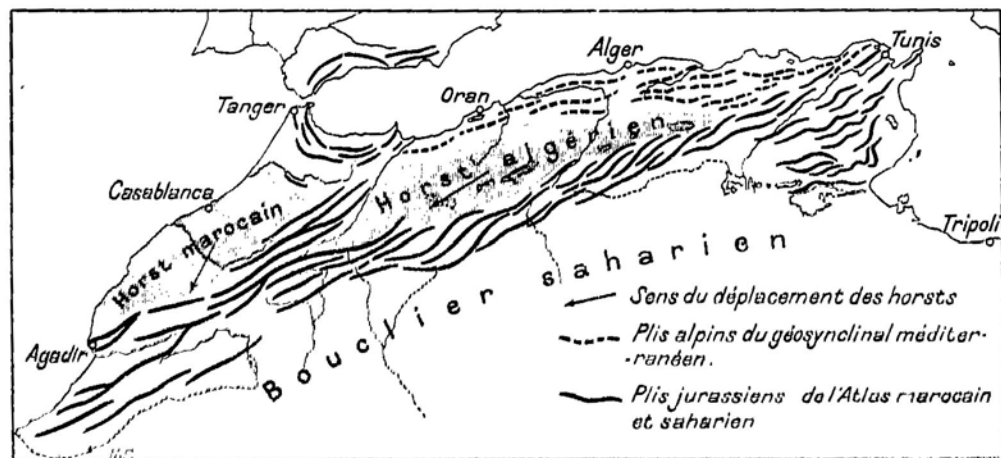 Alger
Tunis
Tanger
Oran
Horst algérien
Casablanca
Horst marocain
Tripoli
Bouclier saharien
Sens du déplacement des horsts
Agadir
Plis alpins du géosynclinal méditer-
-ranéen.
Plis jurassiens de l'Atlas marocain
et saharien